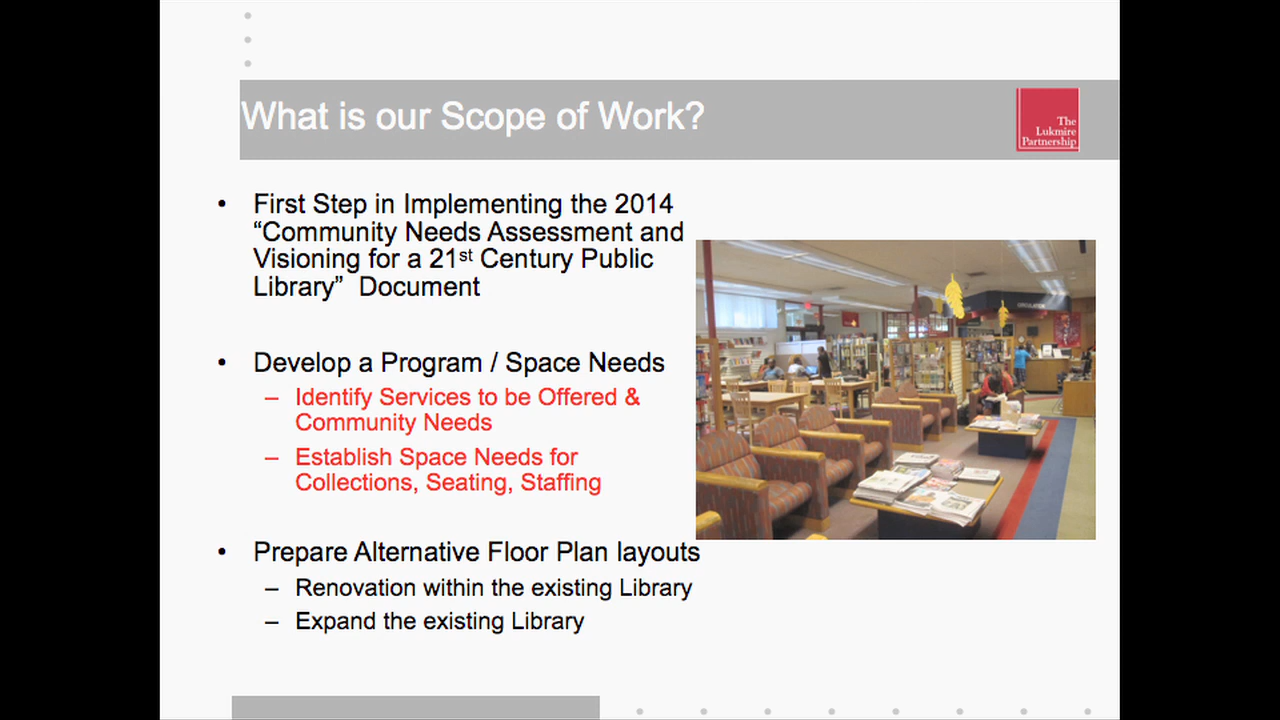 What is our Scope of Work?
The
Lukmire
Partnership
• First Step in Implementing the 2014
“Community Needs Assessment and
Visioning for a 21st Century Public
Library” Document
• Develop a Program / Space Needs
– Identify Services to be Offered &
Community Needs
– Establish Space Needs for
Collections, Seating, Staffing
• Prepare Alternative Floor Plan layouts
– Renovation within the existing Library
– Expand the existing Library
CIRCULATION